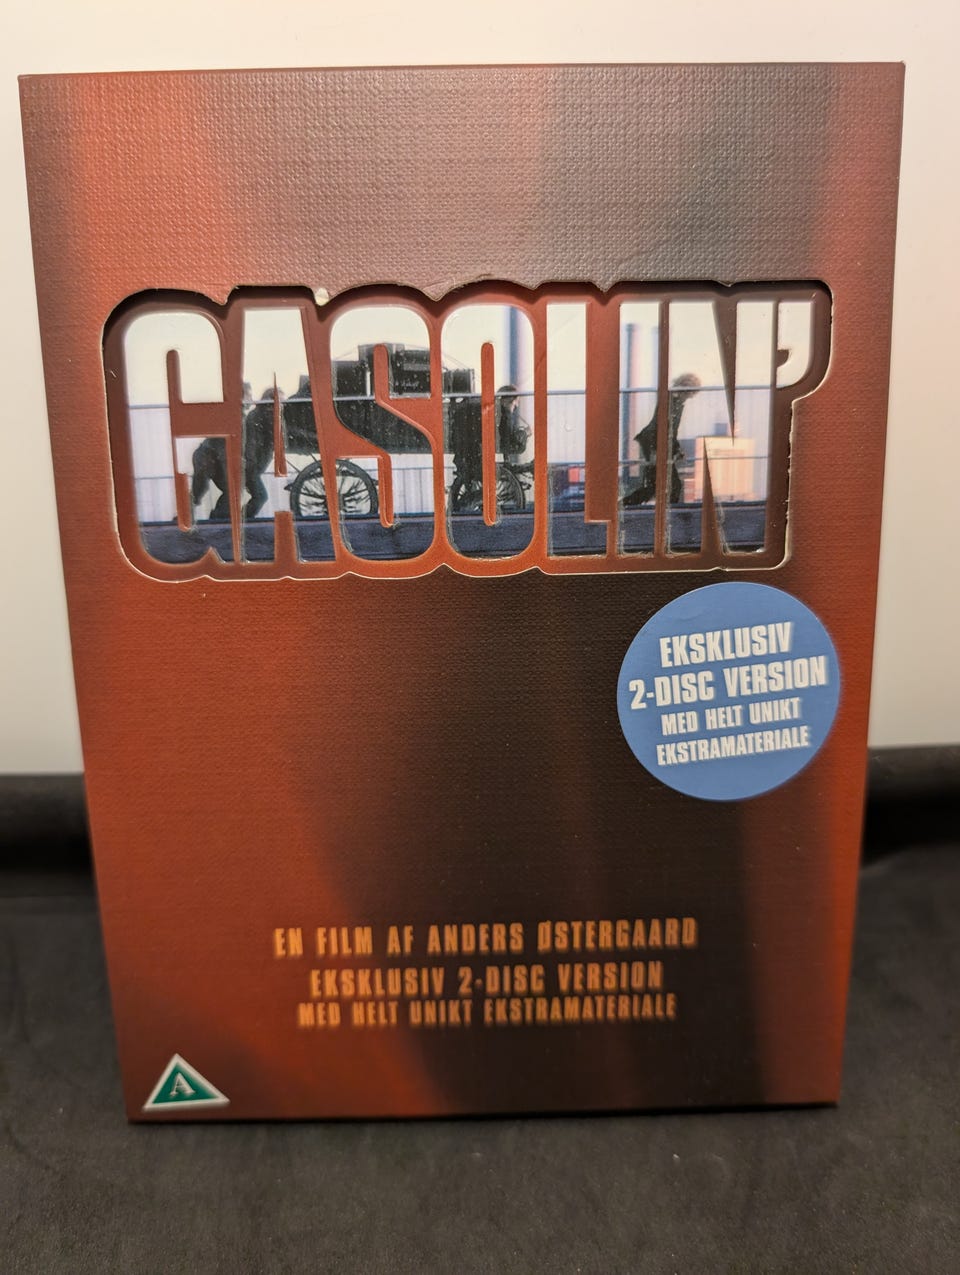 GASOLIN'
EKSKLUSIV
2-DISC VERSION
MED HELT UNIKT
EKSTRAMATERIALE
EN FILM AF ANDERS ØSTERGAARD
EKSKLUSIV 2-DISC VERSION
MED HELT UNIKT EKSTRAMATERIALE
A